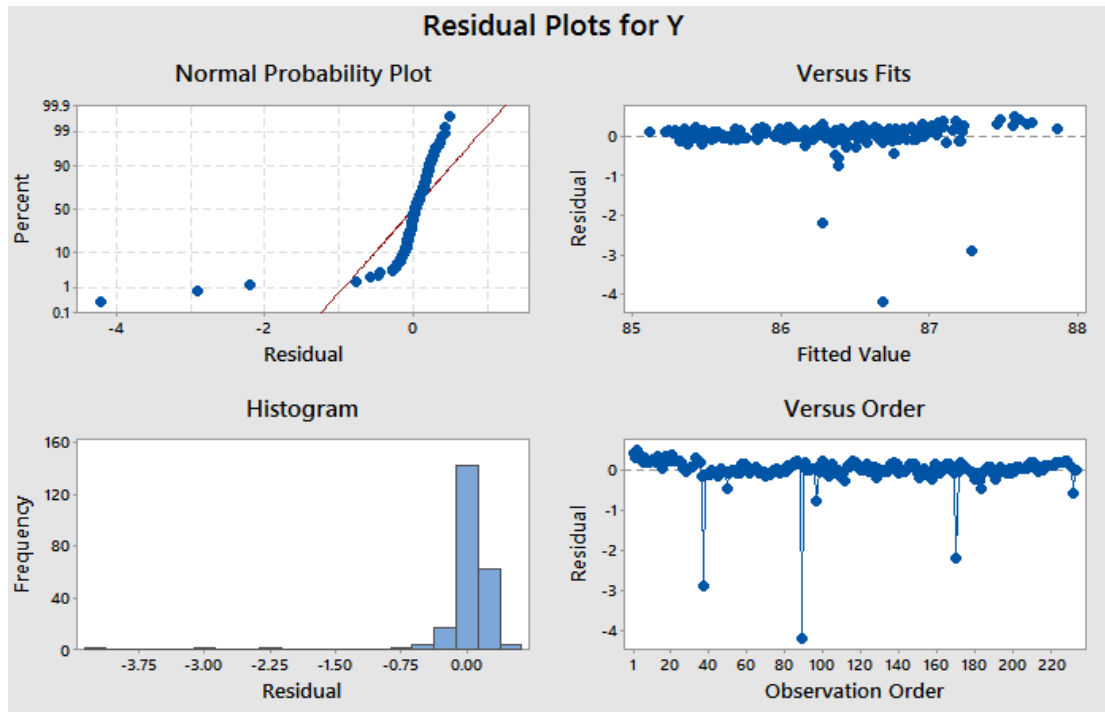 Residual Plots for Y
Normal Probability Plot
99.9
99
90
50
10
1
0.1
Percent
-4 -2 0
Residual
Versus Fits
0
-1
-2
-3
-4
Residual
85 86 87 88
Fitted Value
Histogram
160
120
80
40
0
Frequency
-3.75 -3.00 -2.25 -1.50 -0.75 0.00
Residual
Versus Order
0
-1
-2
-3
-4
Residual
1 20 40 60 80 100 120 140 160 180 200 220
Observation Order